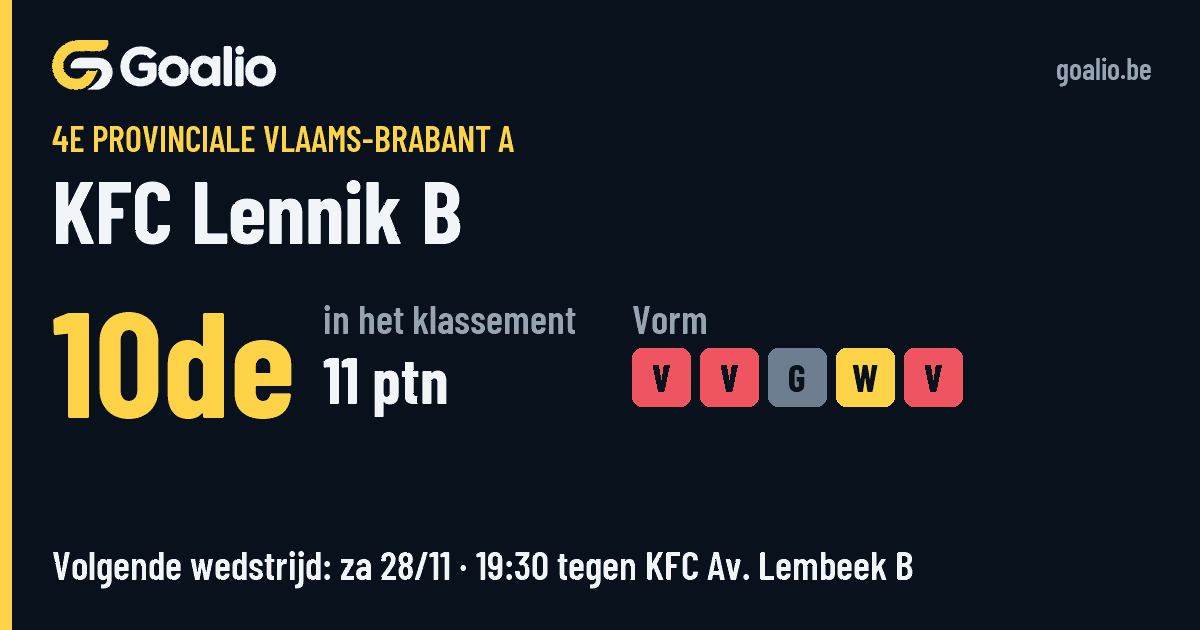 Goalio
goalio.be
4E PROVINCIALE VLAAMS-BRABANT A
KFC Lennik B
10de
in het klassement
11 ptn
Vorm
V V G W V
Volgende wedstrijd: za 28/11 · 19:30 tegen KFC Av. Lembeek B